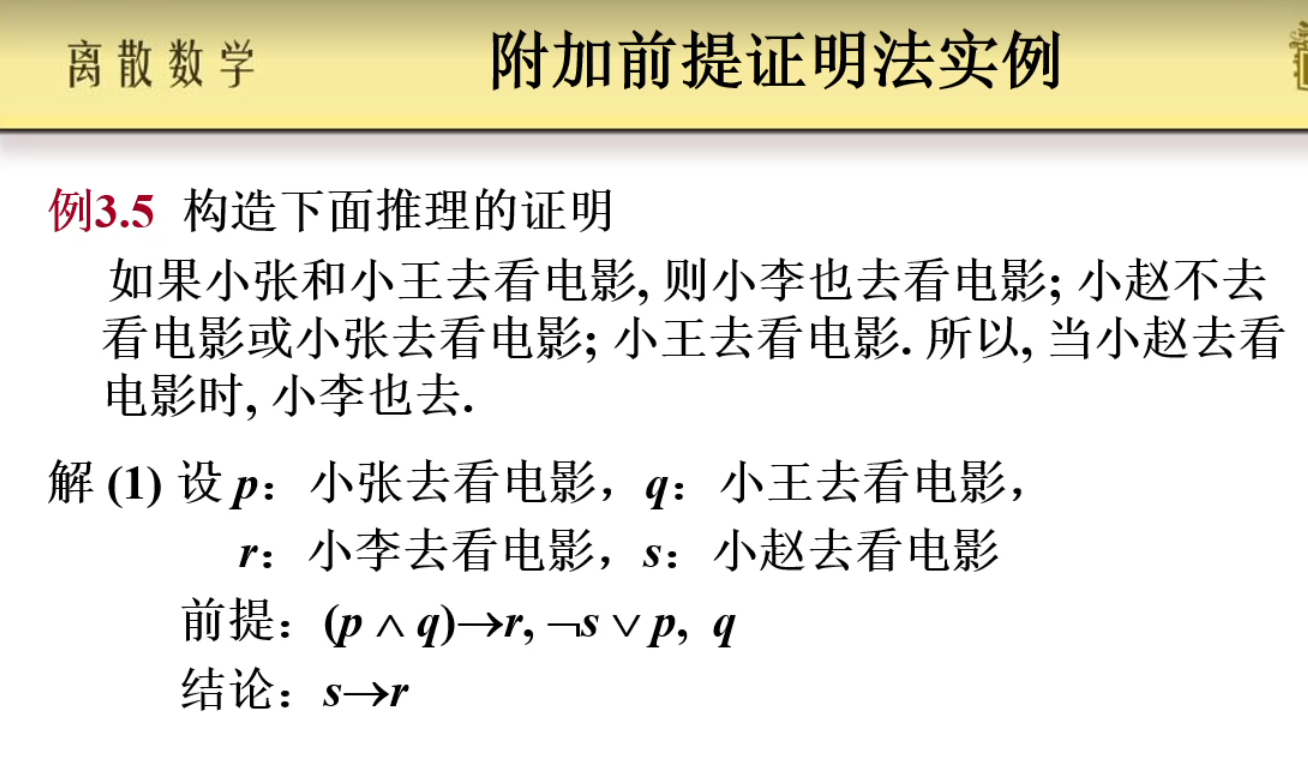 离散数学
附加前提证明法实例
例3.5 构造下面推理的证明
如果小张和小王去看电影, 则小李也去看电影; 小赵不去
看电影或小张去看电影; 小王去看电影. 所以, 当小赵去看
电影时, 小李也去.
解 (1) 设 p：小张去看电影，q：小王去看电影，
r：小李去看电影，s：小赵去看电影
前提：(p ∧ q)→r, ¬s ∨ p, q
结论：s→r